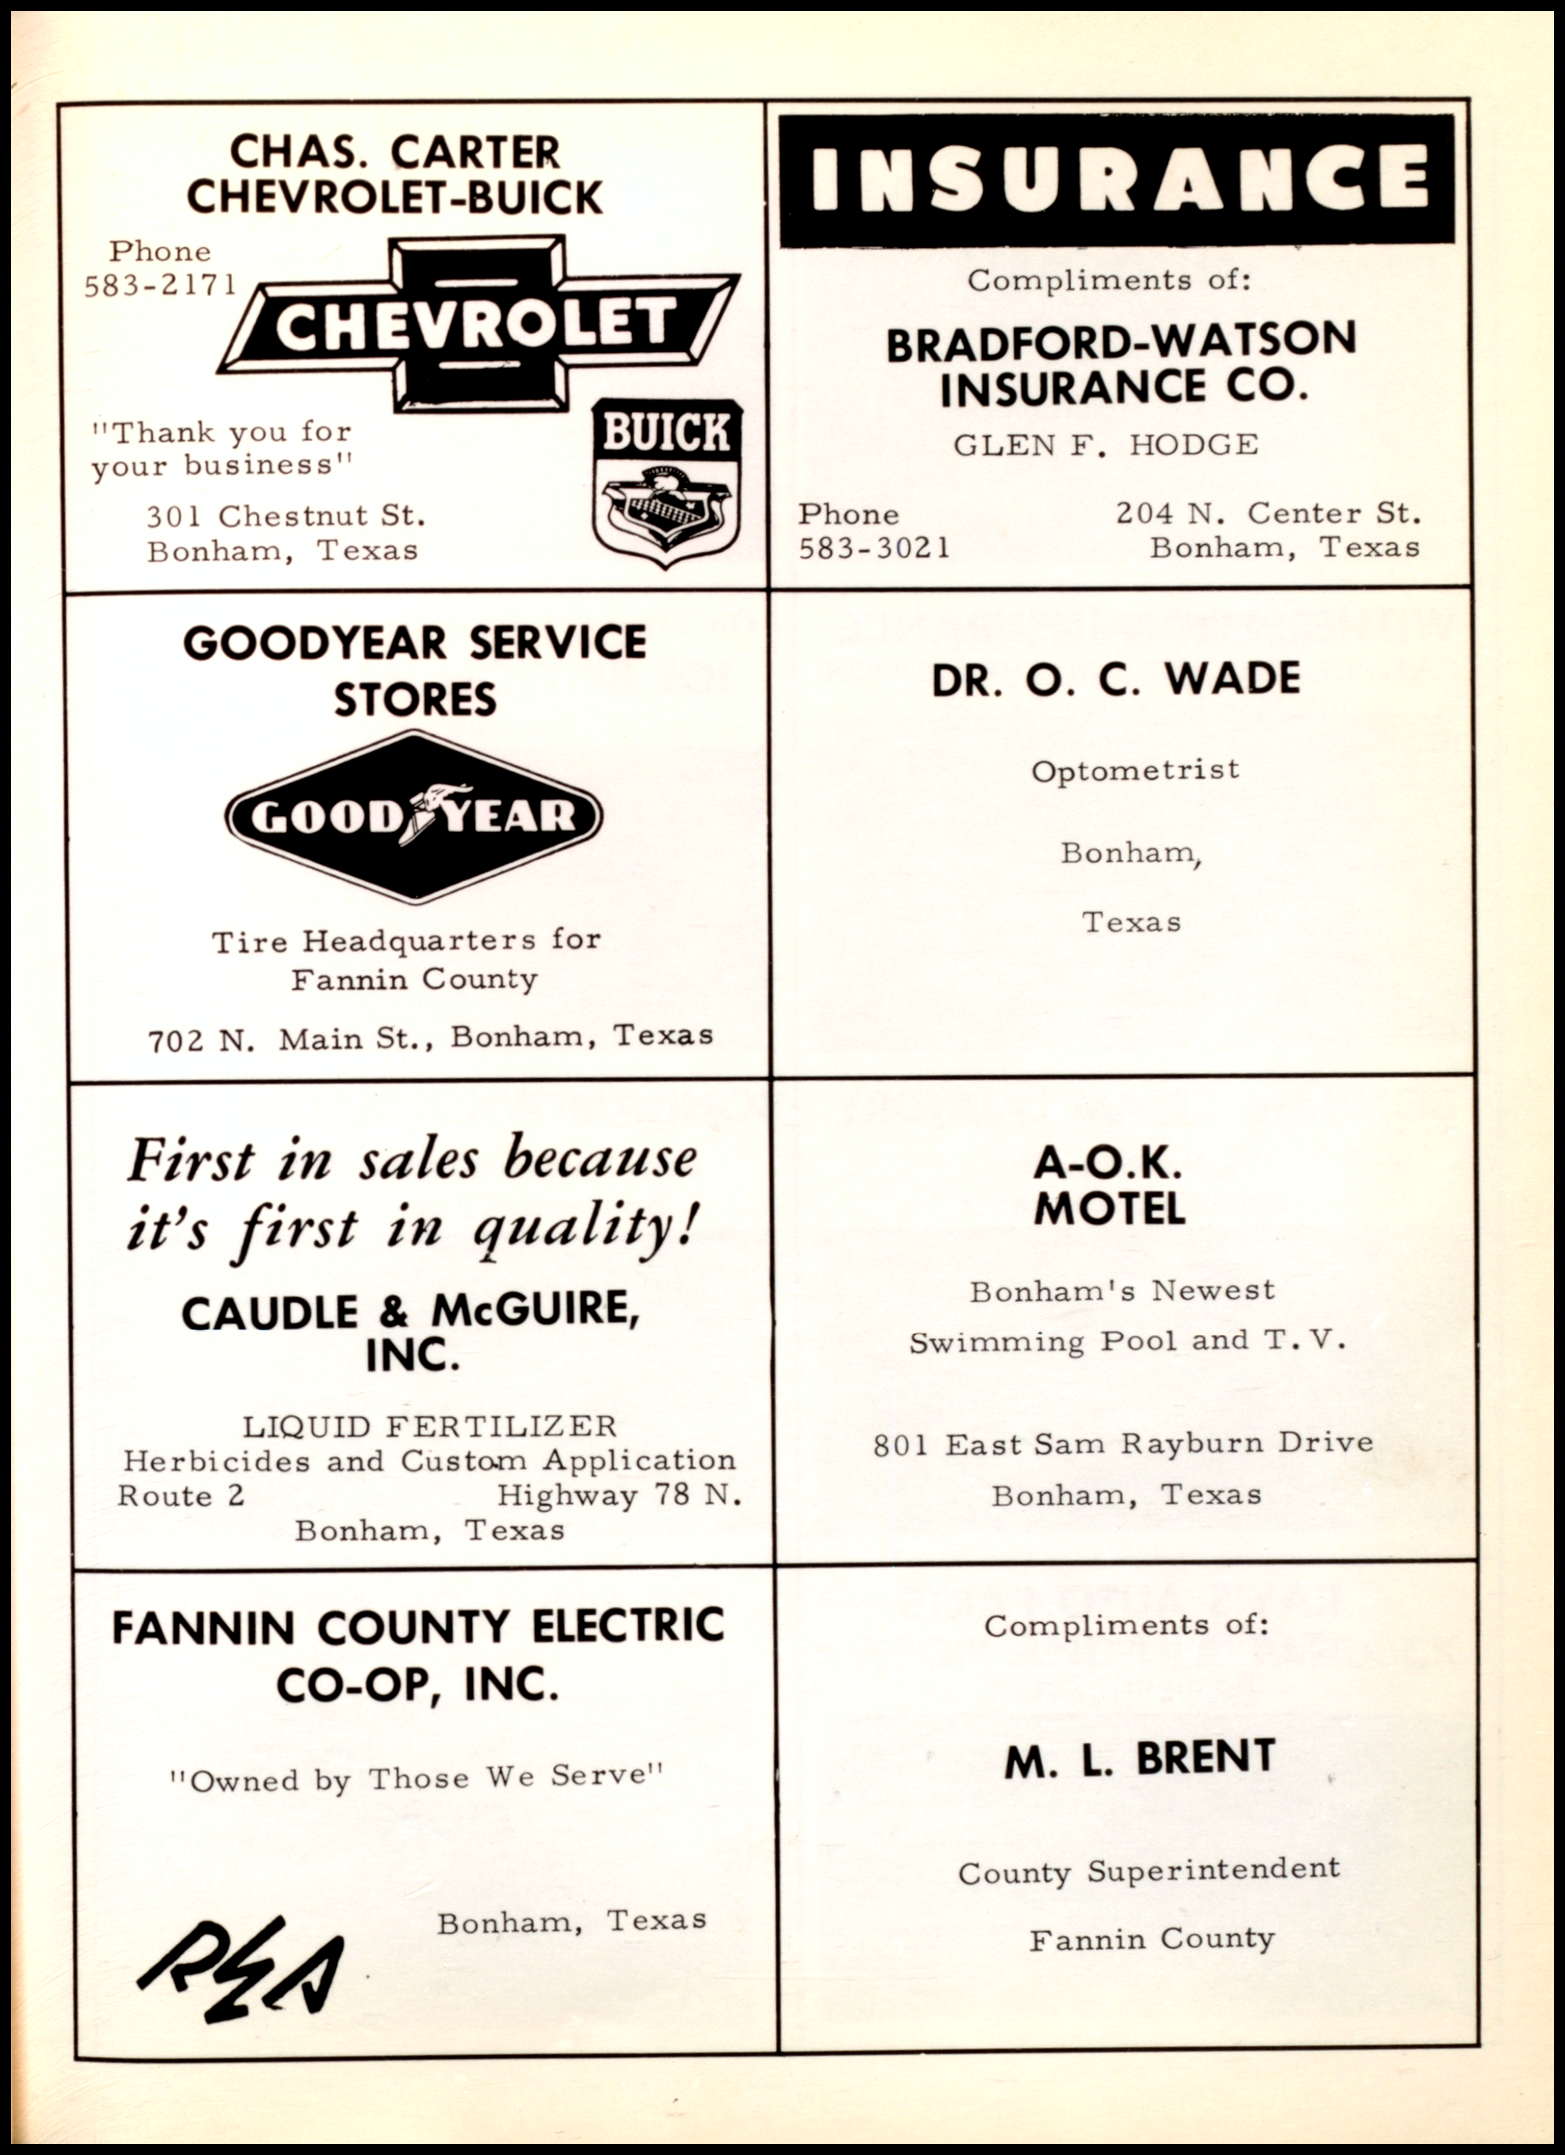 CHAS. CARTER
CHEVROLET-BUICK
Phone
583-2171
CHEVROLET
BUICK
"Thank you for
your business"
301 Chestnut St.
Bonham, Texas
INSURANCE
Compliments of:
BRADFORD-WATSON
INSURANCE CO.
GLEN F. HODGE
Phone 204 N. Center St.
583-3021 Bonham, Texas
GOODYEAR SERVICE
STORES
GOODYEAR
Tire Headquarters for
Fannin County
702 N. Main St., Bonham, Texas
DR. O. C. WADE
Optometrist
Bonham,
Texas
First in sales because
it's first in quality!
CAUDLE & McGUIRE,
INC.
LIQUID FERTILIZER
Herbicides and Custom Application
Route 2 Highway 78 N.
Bonham, Texas
A-O.K.
MOTEL
Bonham's Newest
Swimming Pool and T.V.
801 East Sam Rayburn Drive
Bonham, Texas
FANNIN COUNTY ELECTRIC
CO-OP, INC.
"Owned by Those We Serve"
Bonham, Texas
REA
Compliments of:
M. L. BRENT
County Superintendent
Fannin County